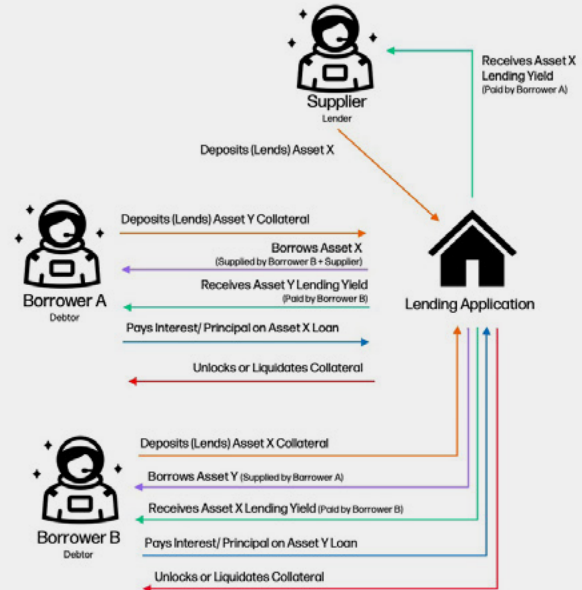 Supplier
Lender
Receives Asset X
Lending Yield
(Paid by Borrower A)
Deposits (Lends) Asset X
Deposits (Lends) Asset Y Collateral
Borrows Asset X
(Supplied by Borrower B + Supplier)
Receives Asset Y Lending Yield
(Paid by Borrower B)
Borrower A
Debtor
Lending Application
Pays Interest/ Principal on Asset X Loan
Unlocks or Liquidates Collateral
Deposits (Lends) Asset X Collateral
Borrows Asset Y (Supplied by Borrower A)
Receives Asset X Lending Yield (Paid by Borrower B)
Borrower B
Debtor
Pays Interest/ Principal on Asset Y Loan
Unlocks or Liquidates Collateral